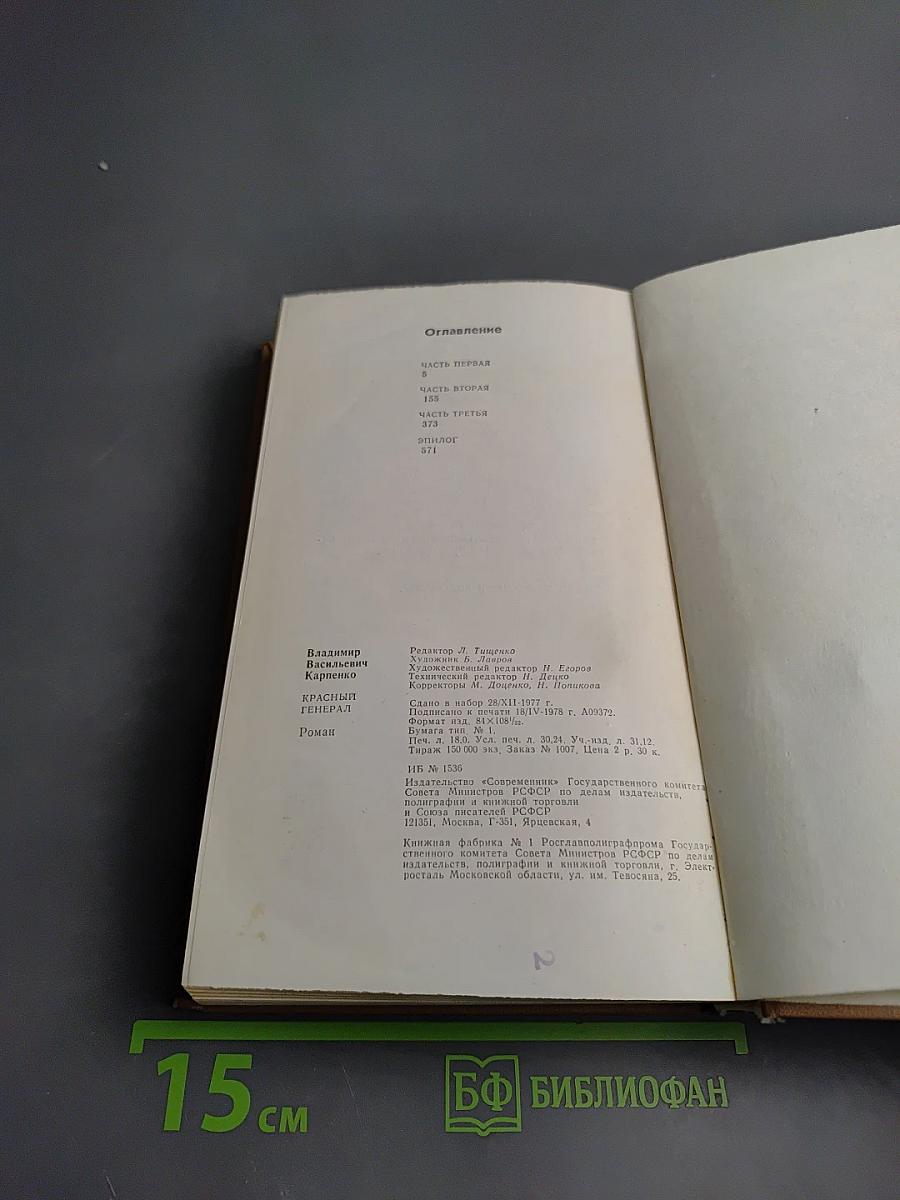 Оглавление
ЧАСТЬ ПЕРВАЯ
5
ЧАСТЬ ВТОРАЯ
155
ЧАСТЬ ТРЕТЬЯ
373
ЭПИЛОГ
571
Владимир
Васильевич
Карпенко
КРАСНЫЙ
ГЕНЕРАЛ
Роман
Редактор Л. Тищенко
Художник Б. Лавров
Художественный редактор Н. Егоров
Технический редактор Н. Децко
Корректоры М. Доценко, Н. Попикова
Сдано в набор 28/XII-1977 г.
Подписано к печати 18/IV-1978 г. А09372.
Формат изд. 84×108¹/₃₂.
Бумага тип. № 1.
Печ. л. 18,0. Усл. печ. л. 30,24. Уч.-изд. л. 31,12.
Тираж 150 000 экз. Заказ № 1007. Цена 2 р. 30 к.
ИБ № 1536
Издательство «Современник» Государственного комитета
Совета Министров РСФСР по делам издательств,
полиграфии и книжной торговли
и Союза писателей РСФСР
121351, Москва, Г-351, Ярцевская, 4
Книжная фабрика № 1 Росглавполиграфпрома Государ-
ственного комитета Совета Министров РСФСР по делам
издательств, полиграфии и книжной торговли, г. Элект-
росталь Московской области, ул. им. Тевосяна, 25.
2
15 см
БФ БИБЛИОФАН